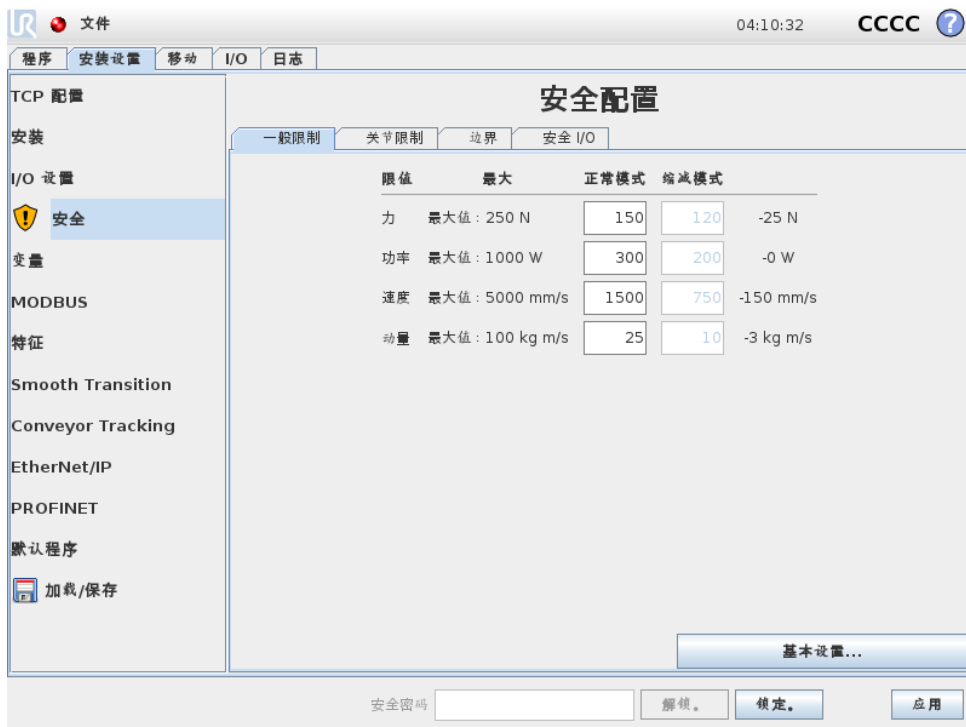 UR 文件 04:10:32 CCCC ?
程序 安装设置 移动 I/O 日志
TCP 配置
安装
I/O 设置
安全
变量
MODBUS
特征
Smooth Transition
Conveyor Tracking
EtherNet/IP
PROFINET
默认程序
加载/保存
安全配置
一般限制 关节限制 边界 安全 I/O
限值 最大 正常模式 缩减模式
力 最大值：250 N 150 120 -25 N
功率 最大值：1000 W 300 200 -0 W
速度 最大值：5000 mm/s 1500 750 -150 mm/s
动量 最大值：100 kg m/s 25 10 -3 kg m/s
基本设置...
安全密码 解锁。 锁定。 应用